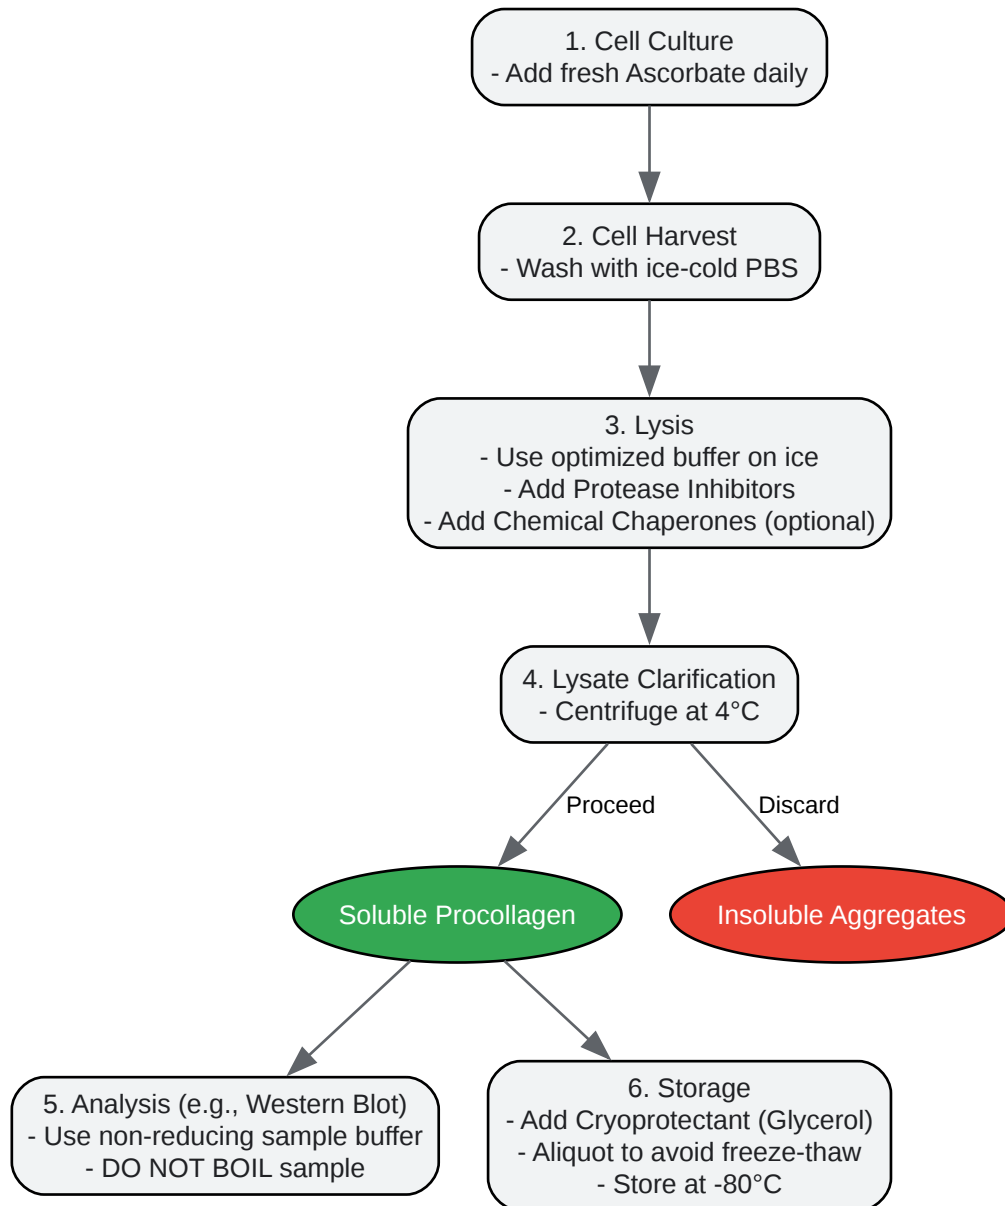 1. Cell Culture
- Add fresh Ascorbate daily
2. Cell Harvest
- Wash with ice-cold PBS
3. Lysis
- Use optimized buffer on ice
- Add Protease Inhibitors
- Add Chemical Chaperones (optional)
4. Lysate Clarification
- Centrifuge at 4°C
Proceed
Discard
Soluble Procollagen
Insoluble Aggregates
5. Analysis (e.g., Western Blot)
- Use non-reducing sample buffer
- DO NOT BOIL sample
6. Storage
- Add Cryoprotectant (Glycerol)
- Aliquot to avoid freeze-thaw
- Store at -80°C